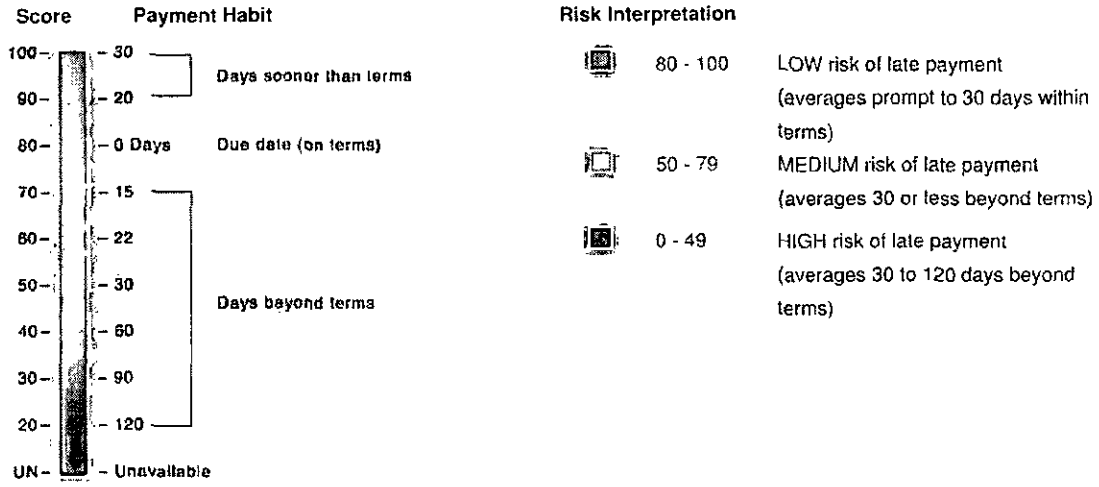 Score Payment Habit
100 30
Days sooner than terms
90 20
80 0 Days Due date (on terms)
70 15
60 22
50 30
Days beyond terms
40 60
30 90
20 120
UN Unavailable
Risk Interpretation
80 - 100 LOW risk of late payment
(averages prompt to 30 days within
terms)
50 - 79 MEDIUM risk of late payment
(averages 30 or less beyond terms)
0 - 49 HIGH risk of late payment
(averages 30 to 120 days beyond
terms)